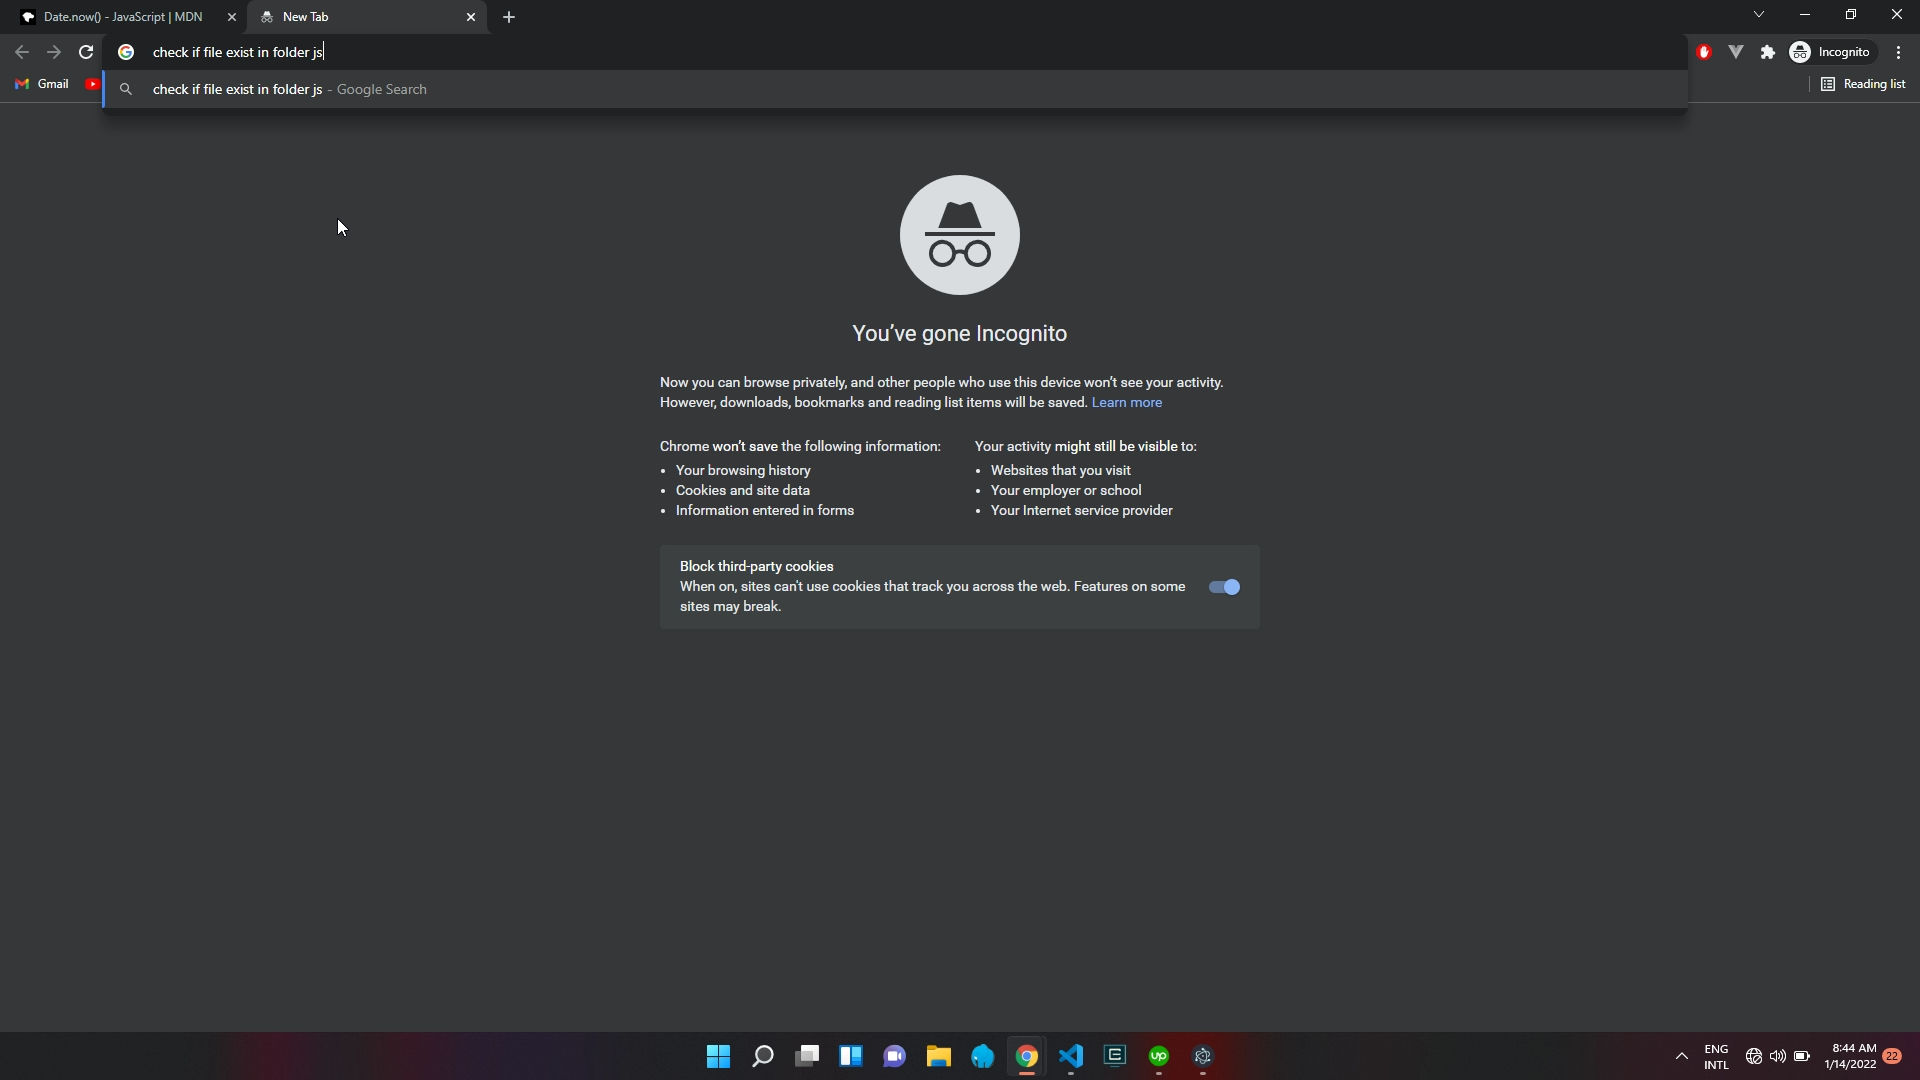 Date.now() - JavaScript | MDN
New Tab
check if file exist in folder js
Incognito
Gmail
check if file exist in folder js - Google Search
Reading list
You've gone Incognito
Now you can browse privately, and other people who use this device won't see your activity.
However, downloads, bookmarks and reading list items will be saved. Learn more
Chrome won't save the following information:
• Your browsing history
• Cookies and site data
• Information entered in forms
Your activity might still be visible to:
• Websites that you visit
• Your employer or school
• Your Internet service provider
Block third-party cookies
When on, sites can't use cookies that track you across the web. Features on some
sites may break.
up
ENG
INTL
8:44 AM
1/14/2022
22